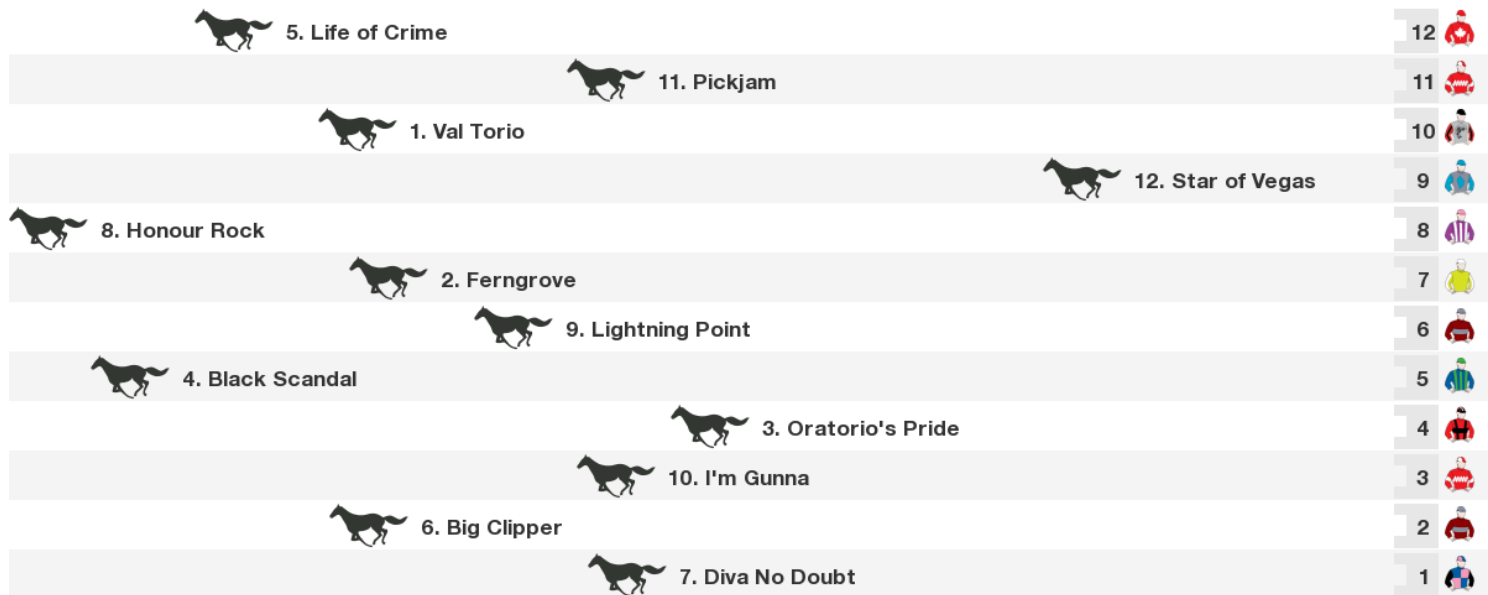 5. Life of Crime 12
11. Pickjam 11
1. Val Torio 10
12. Star of Vegas 9
8. Honour Rock 8
2. Ferngrove 7
9. Lightning Point 6
4. Black Scandal 5
3. Oratorio's Pride 4
10. I'm Gunna 3
6. Big Clipper 2
7. Diva No Doubt 1